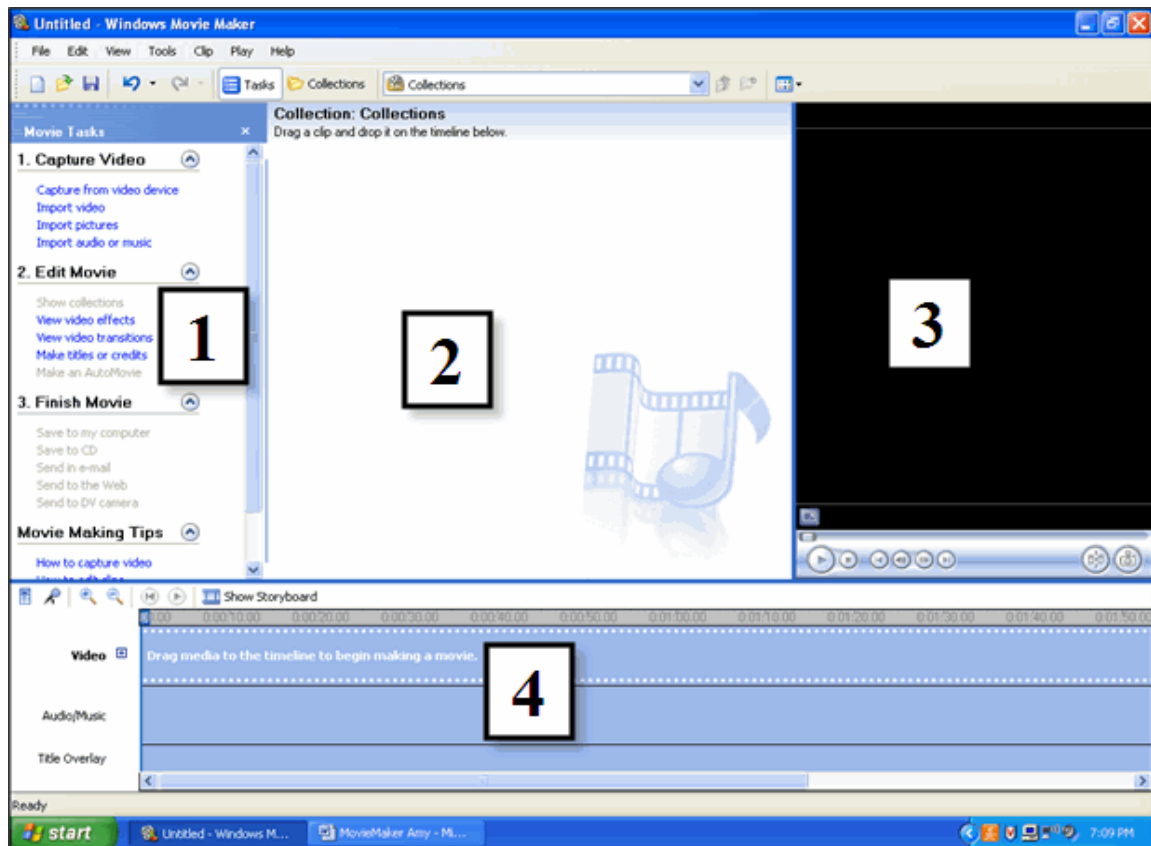 Untitled - Windows Movie Maker
File Edit View Tools Clip Play Help
Tasks Collections Collections
Movie Tasks
1. Capture Video
Capture from video device
Import video
Import pictures
Import audio or music
2. Edit Movie
Show collections
View video effects
View video transitions
Make titles or credits
Make an AutoMovie
1
3. Finish Movie
Save to my computer
Save to CD
Send in e-mail
Send to the Web
Send to DV camera
Movie Making Tips
How to capture video
Collection: Collections
Drag a clip and drop it on the timeline below.
2
3
Show Storyboard
0:00:10.00 0:00:20.00 0:00:30.00 0:00:40.00 0:00:50.00 0:01:00.00 0:01:10.00 0:01:20.00 0:01:30.00 0:01:40.00 0:01:50.00
Video Drag media to the timeline to begin making a movie.
4
Audio/Music
Title Overlay
Ready
start Untitled - Windows M... MovieMaker Amy - Mi... 7:09 PM